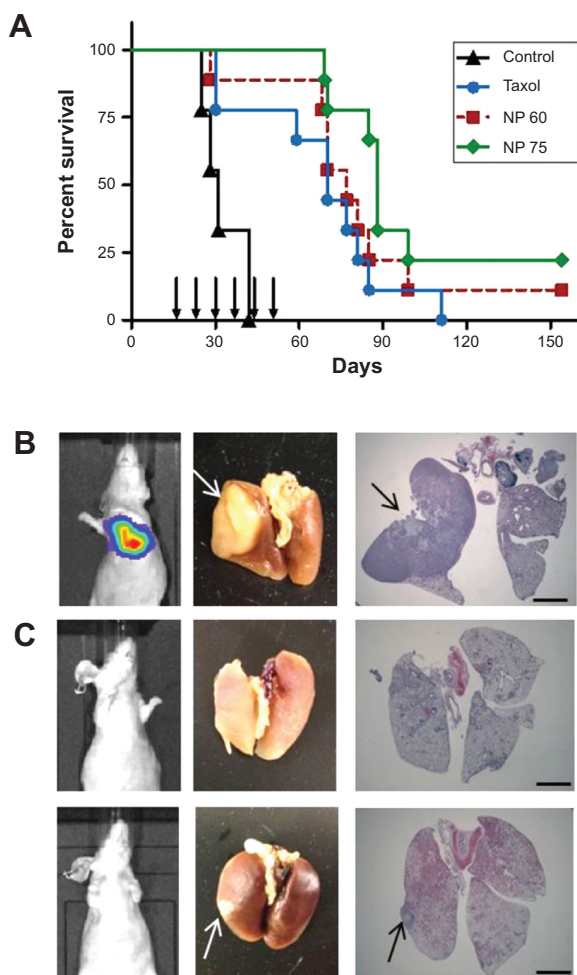 A
100
75
50
25
0
Percent survival
0 30 60 90 120 150
Days
Control
Taxol
NP 60
NP 75
B
C